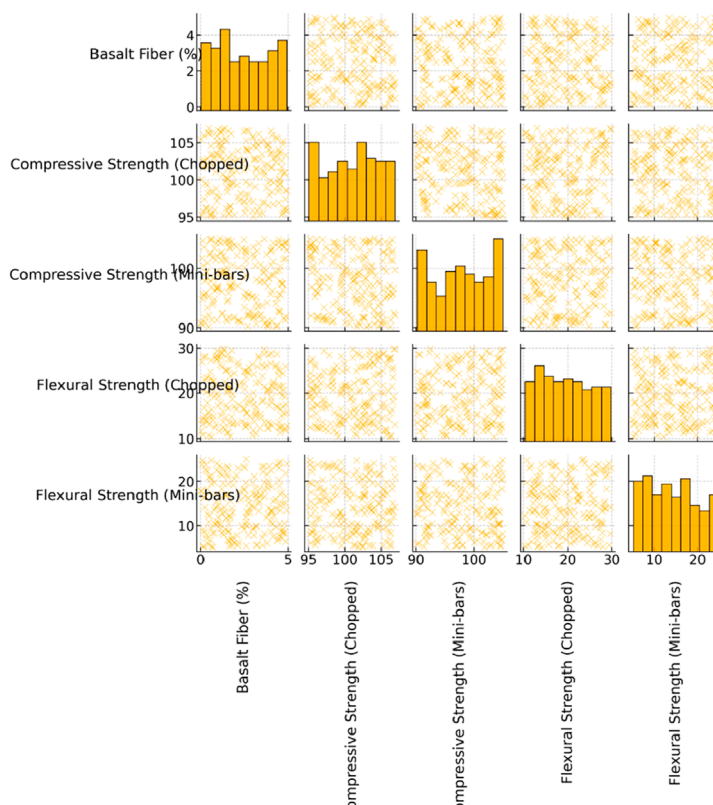 4
Basalt Fiber (%)
2
0
105
Compressive Strength (Chopped)
100
95
100
Compressive Strength (Mini-bars)
90
30
Flexural Strength (Chopped)
20
10
20
Flexural Strength (Mini-bars)
10
0 5 95 100 105 90 100 10 20 30 10 20
Basalt Fiber (%)
ompressive Strength (Chopped)
ompressive Strength (Mini-bars)
Flexural Strength (Chopped)
Flexural Strength (Mini-bars)